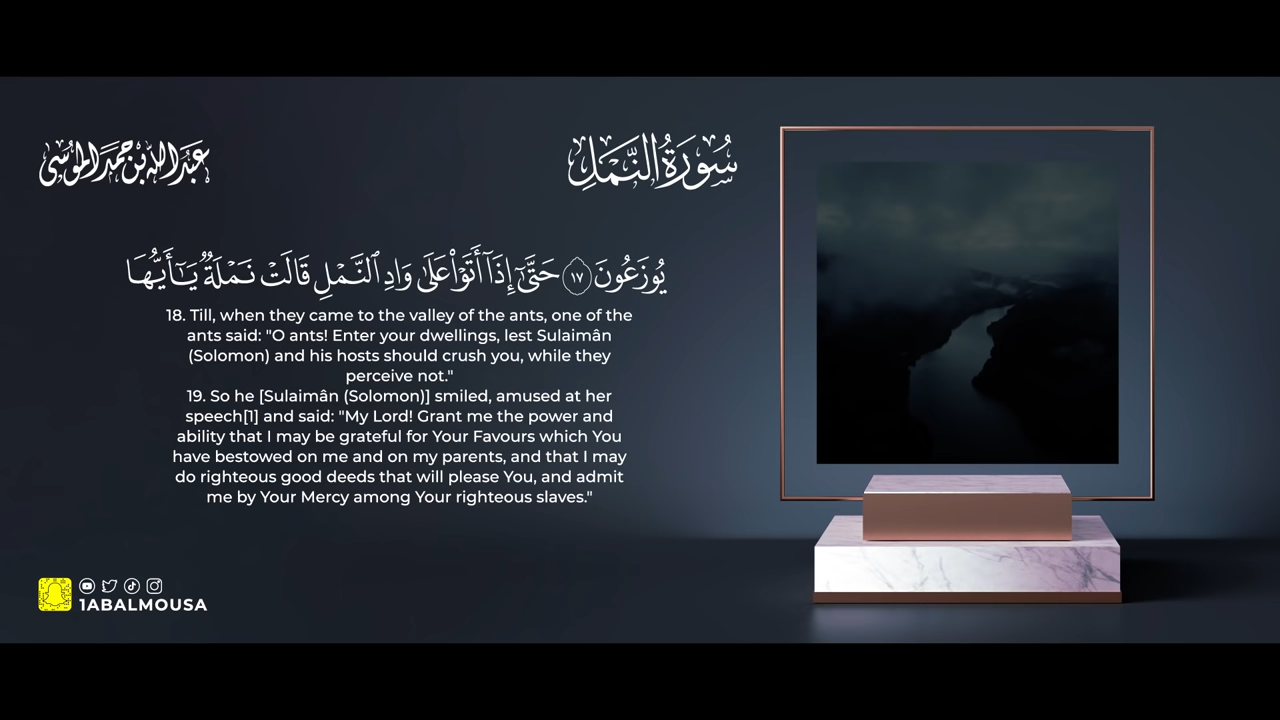 عبدالله بن حمد الموسى
سُورَةُ النَّمْلِ
يُوزَعُونَ ١٧ حَتَّىٰٓ إِذَآ أَتَوْا۟ عَلَىٰ وَادِ ٱلنَّمْلِ قَالَتْ نَمْلَةٌ يَـٰٓأَيُّهَا
18. Till, when they came to the valley of the ants, one of the
ants said: "O ants! Enter your dwellings, lest Sulaimân
(Solomon) and his hosts should crush you, while they
perceive not."
19. So he [Sulaimân (Solomon)] smiled, amused at her
speech[1] and said: "My Lord! Grant me the power and
ability that I may be grateful for Your Favours which You
have bestowed on me and on my parents, and that I may
do righteous good deeds that will please You, and admit
me by Your Mercy among Your righteous slaves."
1ABALMOUSA